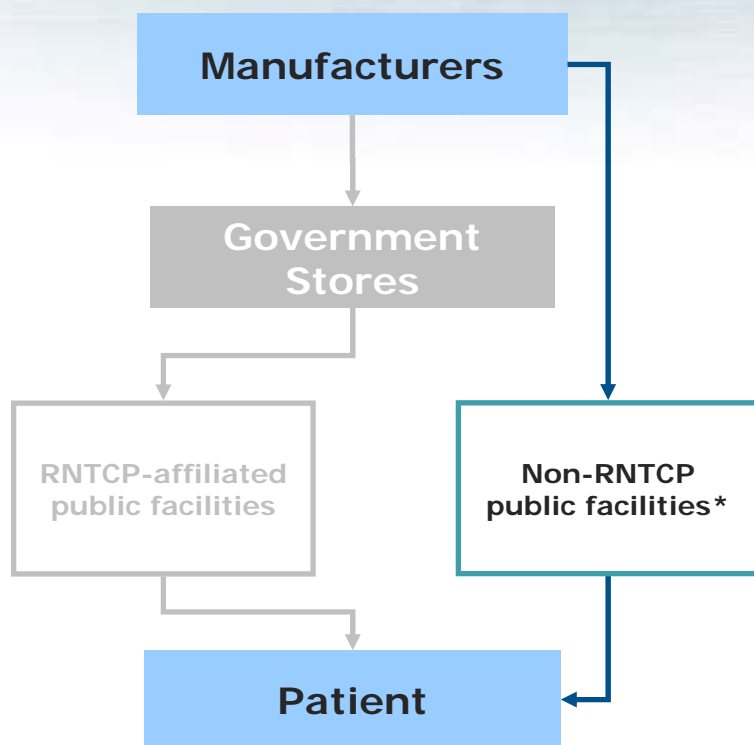 Manufacturers
Government
Stores
RNTCP-affiliated
public facilities
Non-RNTCP
public facilities*
Patient